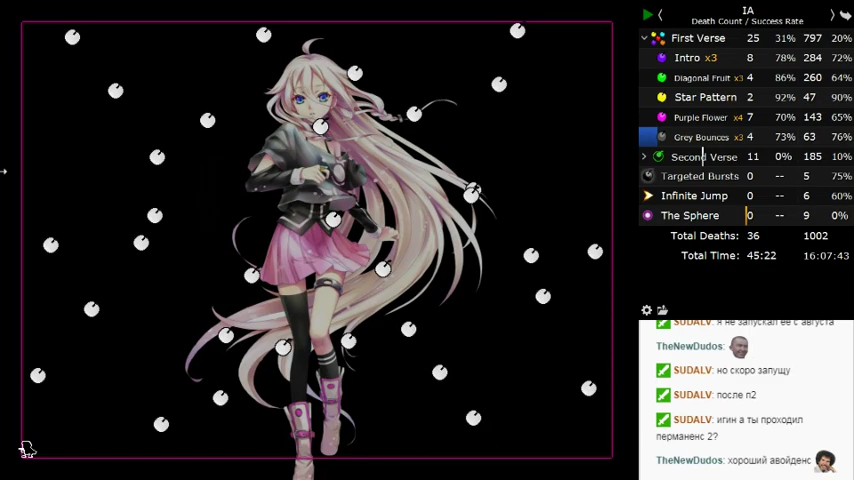 IA
Death Count / Success Rate
First Verse 25 31% 797 20%
Intro x3 8 78% 284 72%
Diagonal Fruit x3 4 86% 260 64%
Star Pattern 2 92% 47 90%
Purple Flower x4 7 70% 143 65%
Grey Bounces x3 4 73% 63 76%
Second Verse 11 0% 185 10%
Targeted Bursts 0 -- 5 75%
Infinite Jump 0 -- 6 60%
The Sphere 0 -- 9 0%
Total Deaths: 36 1002
Total Time: 45:22 16:07:43
SUDALV: я не запускал её с августа
TheNewDudos:
SUDALV: но скоро запущу
SUDALV: после п2
SUDALV: игин а ты проходил
перманенс 2?
TheNewDudos: хороший авойденс